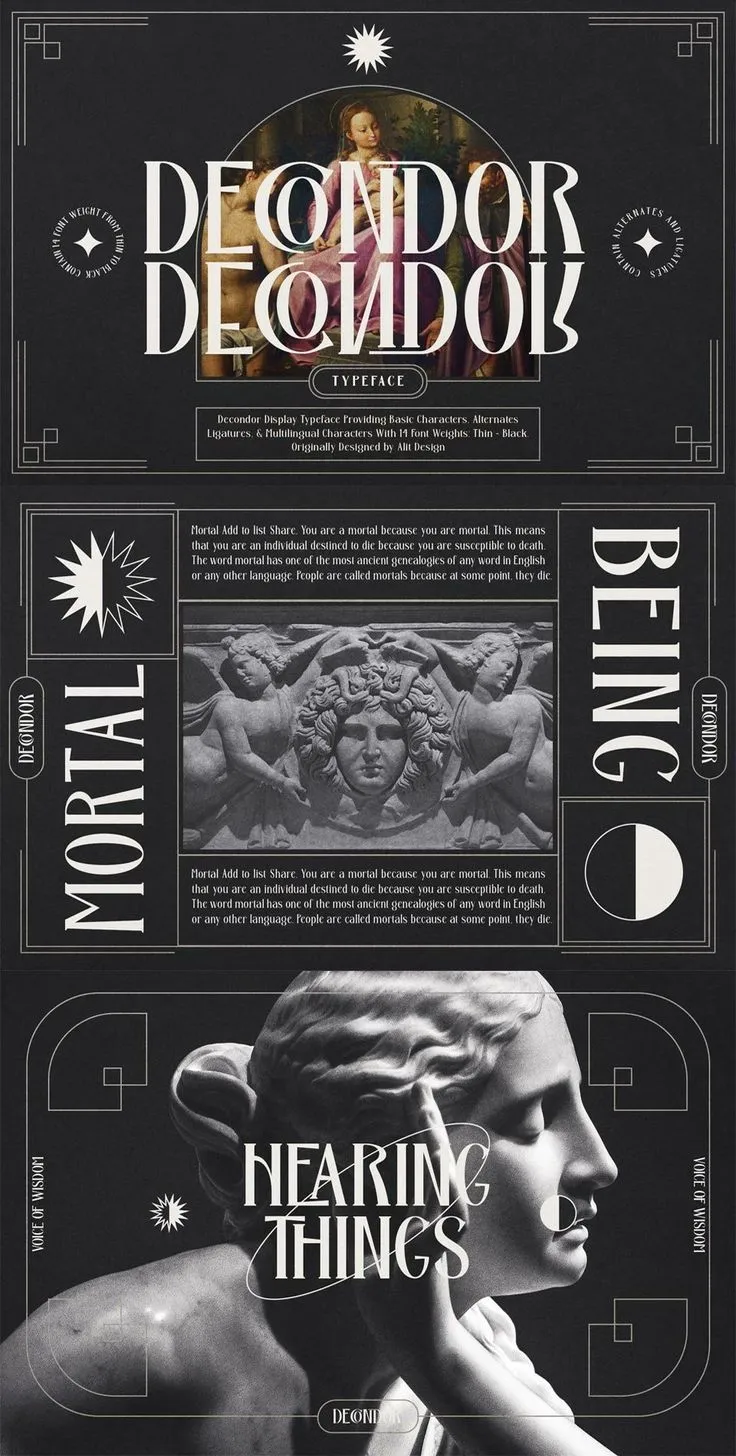 DECONDOR
DECONDOR
CONTAIN 14 FONT WEIGHT FROM THIN TO BLACK
CONTAIN ALTERNATES AND LIGATURES
TYPEFACE
Decondor Display Typeface Providing Basic Characters, Alternates
Ligatures, & Multilingual Characters With 14 Font Weights: Thin - Black.
Originally Designed by Alit Design
Mortal Add to list Share. You are a mortal because you are mortal. This means
that you are an individual destined to die because you are susceptible to death.
The word mortal has one of the most ancient genealogies of any word in English
or any other language. People are called mortals because at some point, they die.
DECONDOR
MORTAL
BEING
DECONDOR
Mortal Add to list Share. You are a mortal because you are mortal. This means
that you are an individual destined to die because you are susceptible to death.
The word mortal has one of the most ancient genealogies of any word in English
or any other language. People are called mortals because at some point, they die.
HEARING
THINGS
VOICE OF WISDOM
VOICE OF WISDOM
DECONDOR